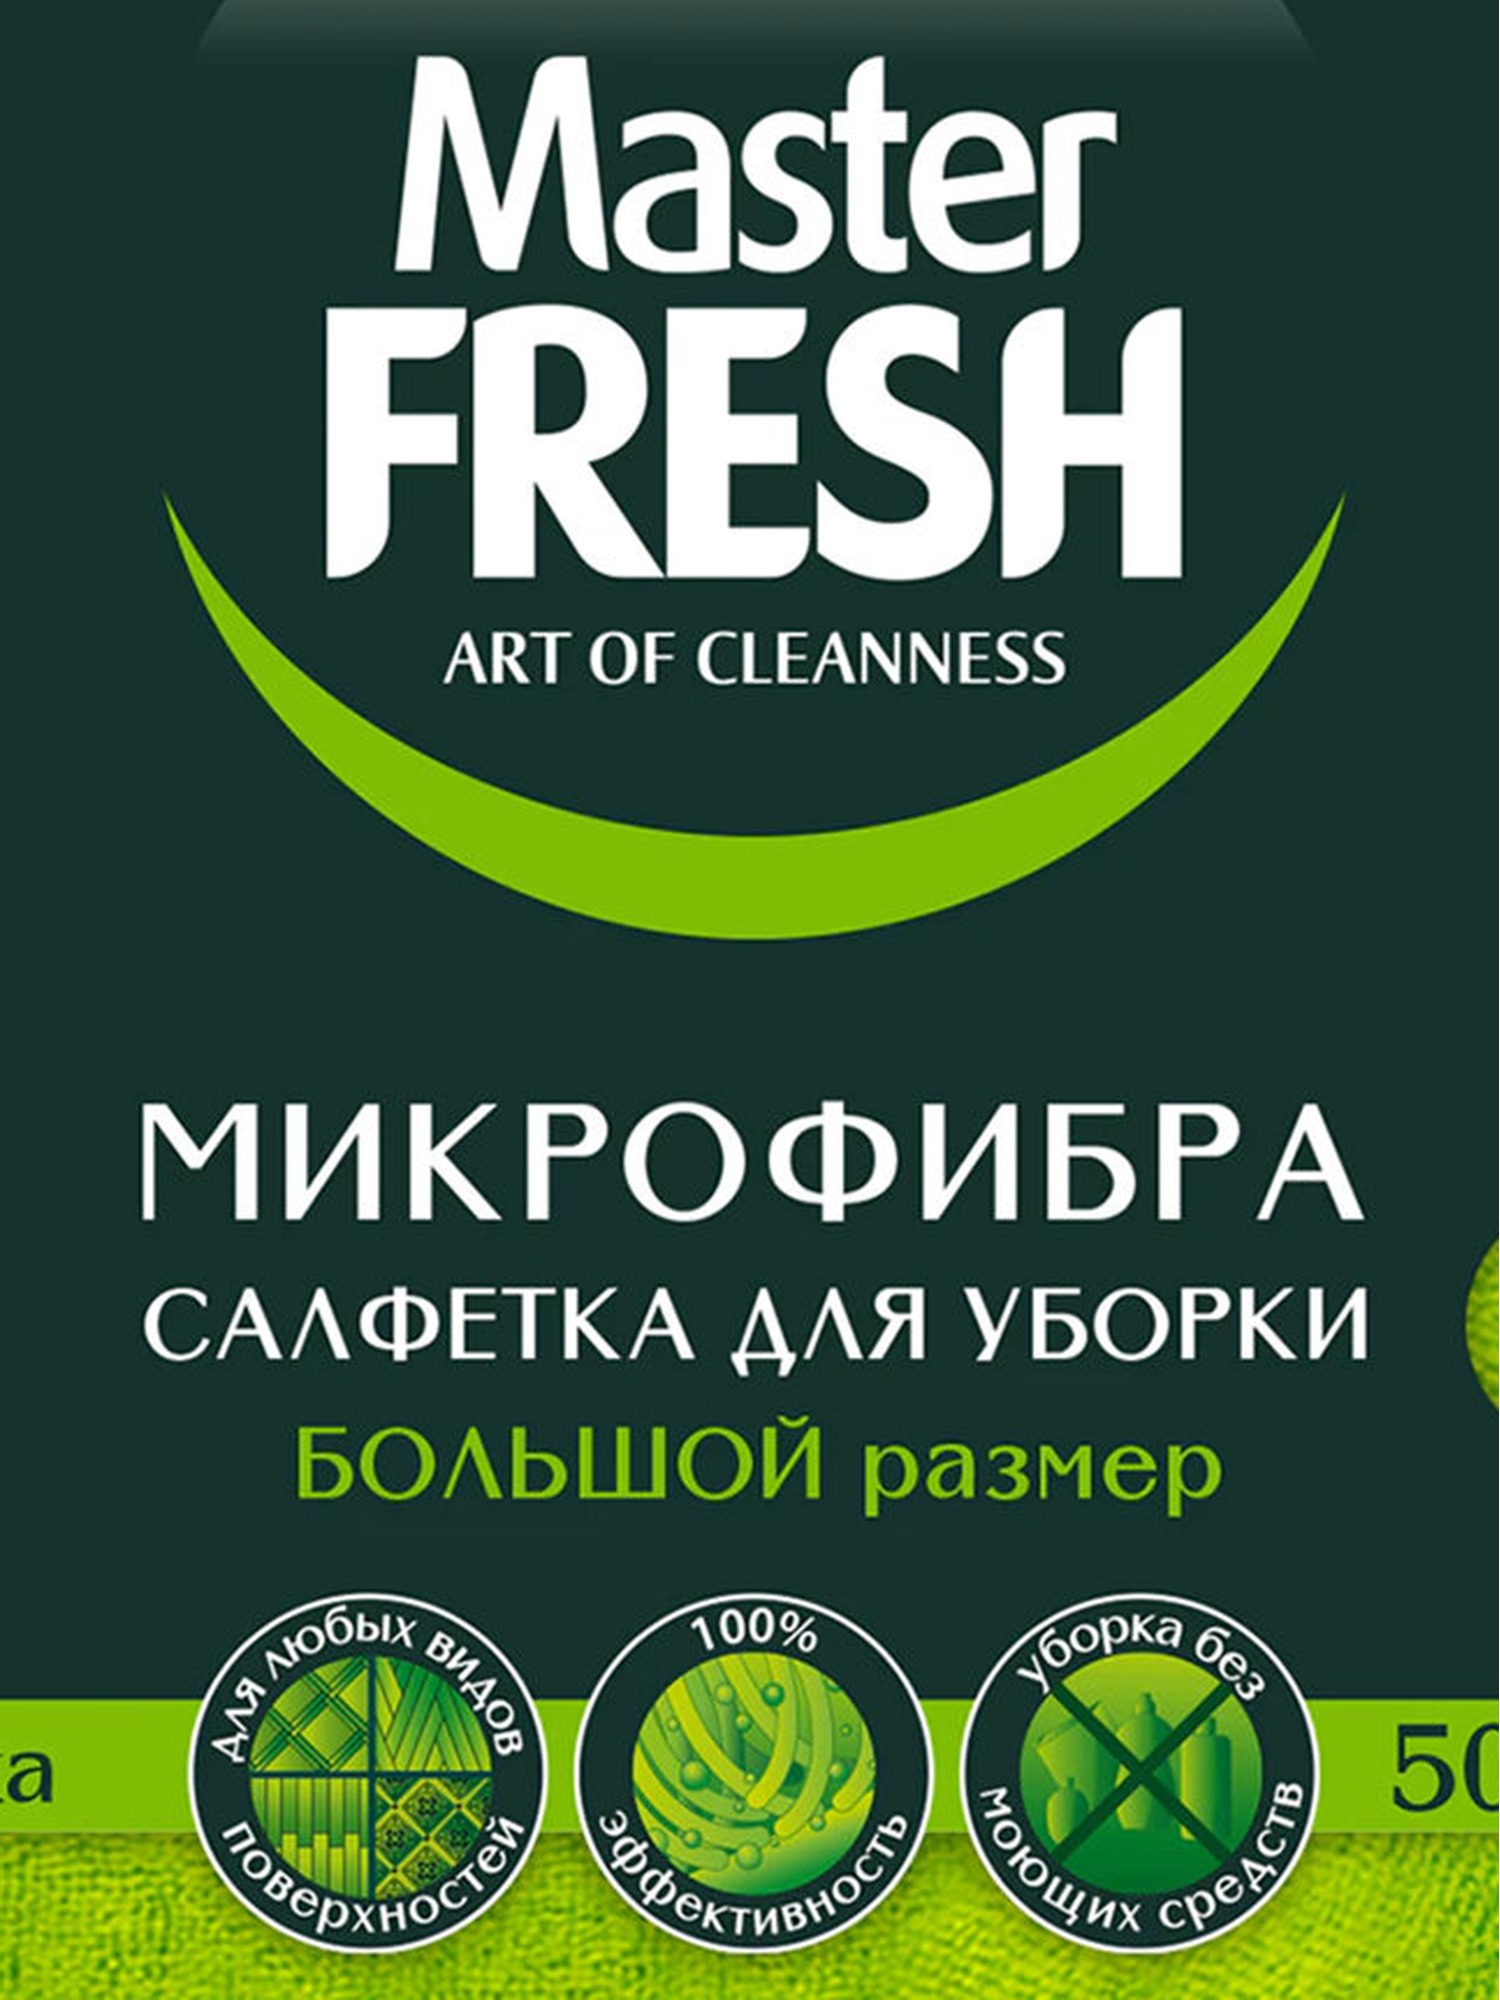 Master
FRESH
ART OF CLEANNESS
МИКРОФИБРА
САЛФЕТКА ДЛЯ УБОРКИ
БОЛЬШОЙ размер
для любых видов
поверхностей
100%
эффективность
уборка без
моющих средств